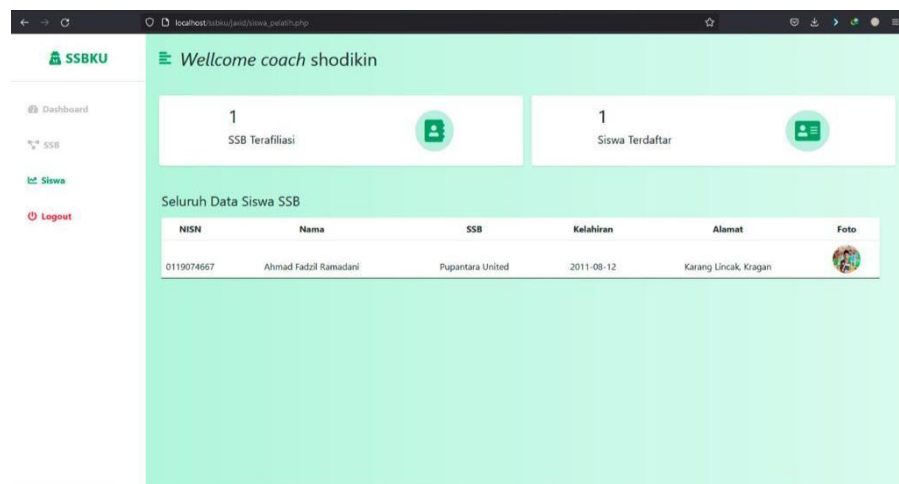 localhost/ssbku/jaxid/siswa_pelatih.php
SSBKU
Wellcome coach shodikin
Dashboard
SSB
Siswa
Logout
1
SSB Terafiliasi
1
Siswa Terdaftar
Seluruh Data Siswa SSB
NISN Nama SSB Kelahiran Alamat Foto
0119074667 Ahmad Fadzil Ramadani Pupantara United 2011-08-12 Karang Lincak, Kragan